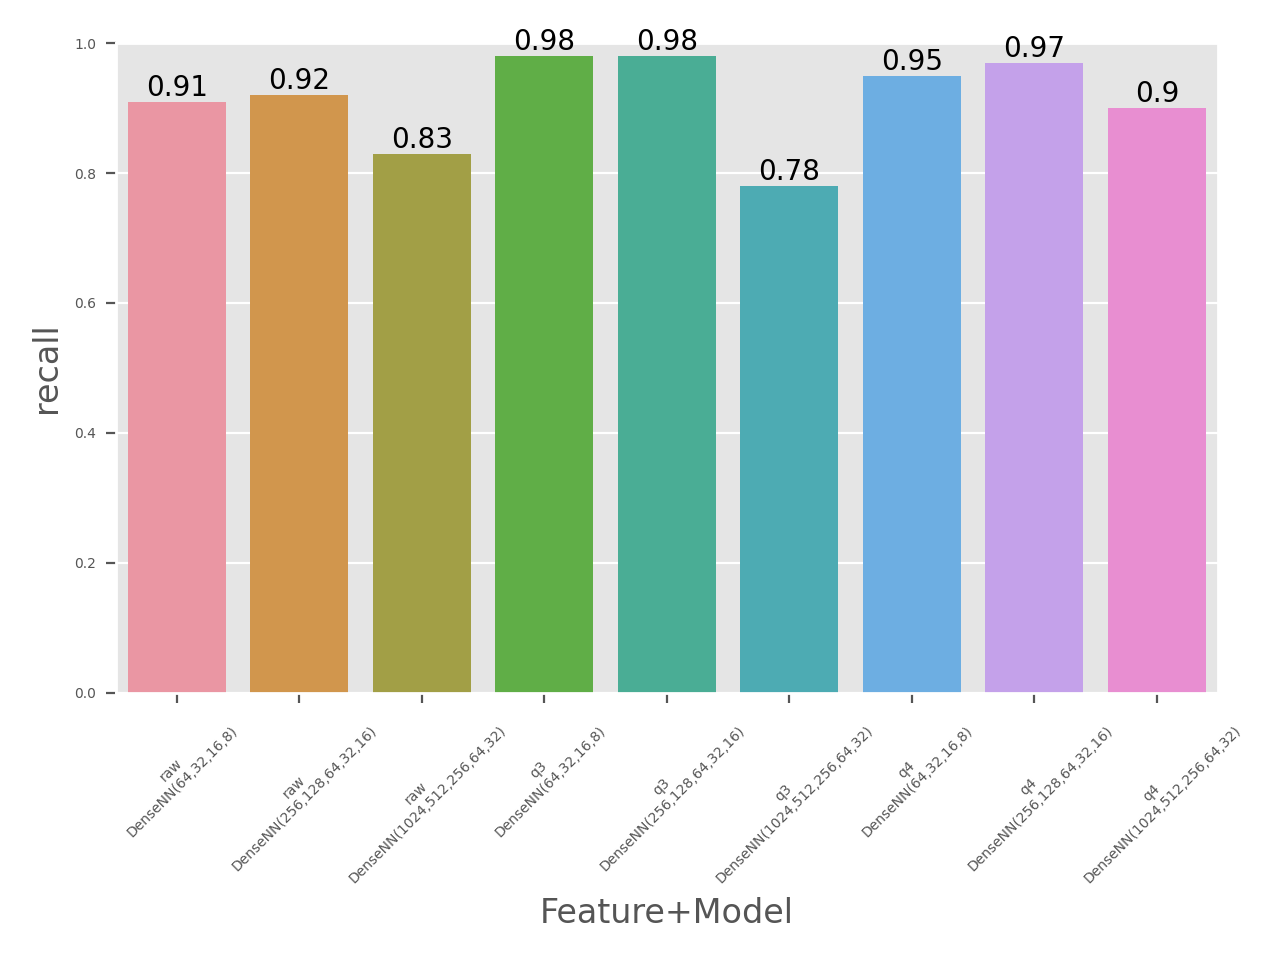 0.98 0.98
0.97
0.95
0.91 0.92
0.9
0.83
0.78
1.0
0.8
0.6
0.4
0.2
0.0
recall
raw
DenseNN(64,32,16,8)
raw
DenseNN(256,128,64,32,16)
raw
DenseNN(1024,512,256,64,32)
q3
DenseNN(64,32,16,8)
q3
DenseNN(256,128,64,32,16)
q3
DenseNN(1024,512,256,64,32)
q4
DenseNN(64,32,16,8)
q4
DenseNN(256,128,64,32,16)
q4
DenseNN(1024,512,256,64,32)
Feature+Model